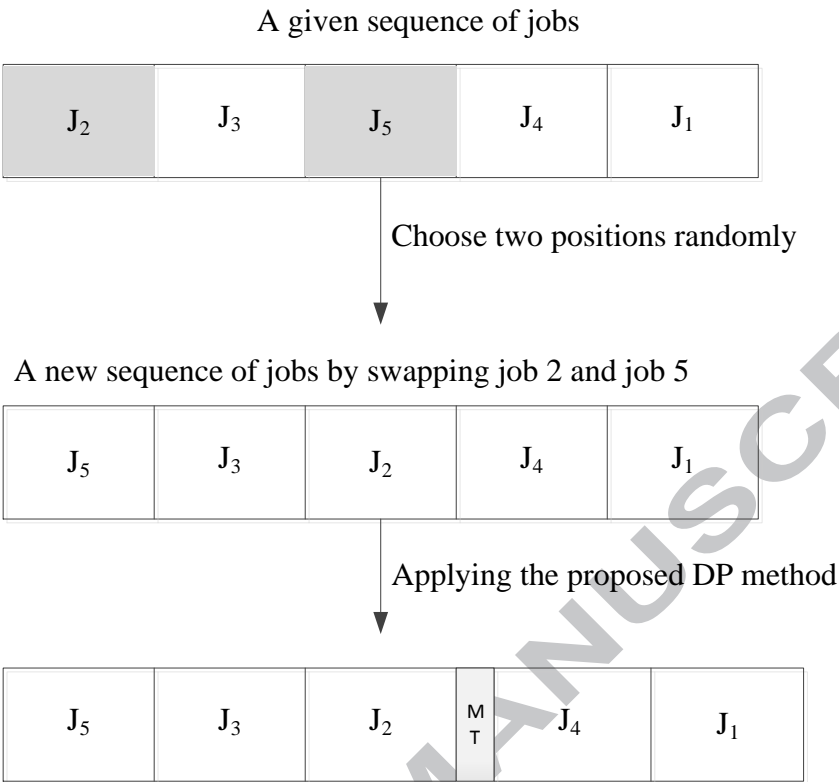 A given sequence of jobs
J2 J3 J5 J4 J1
Choose two positions randomly
A new sequence of jobs by swapping job 2 and job 5
J5 J3 J2 J4 J1
Applying the proposed DP method
J5 J3 J2 M T J4 J1
MANUSC